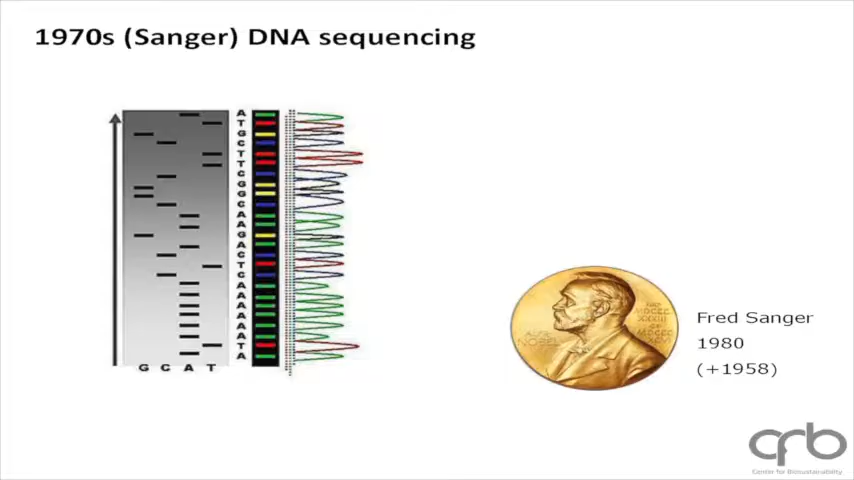 1970s (Sanger) DNA sequencing
A
T
G
C
T
T
C
G
G
C
A
A
G
A
C
T
C
A
A
A
A
A
A
T
A
G C A T
Fred Sanger
1980
(+1958)
crb
Center for Biosustainability